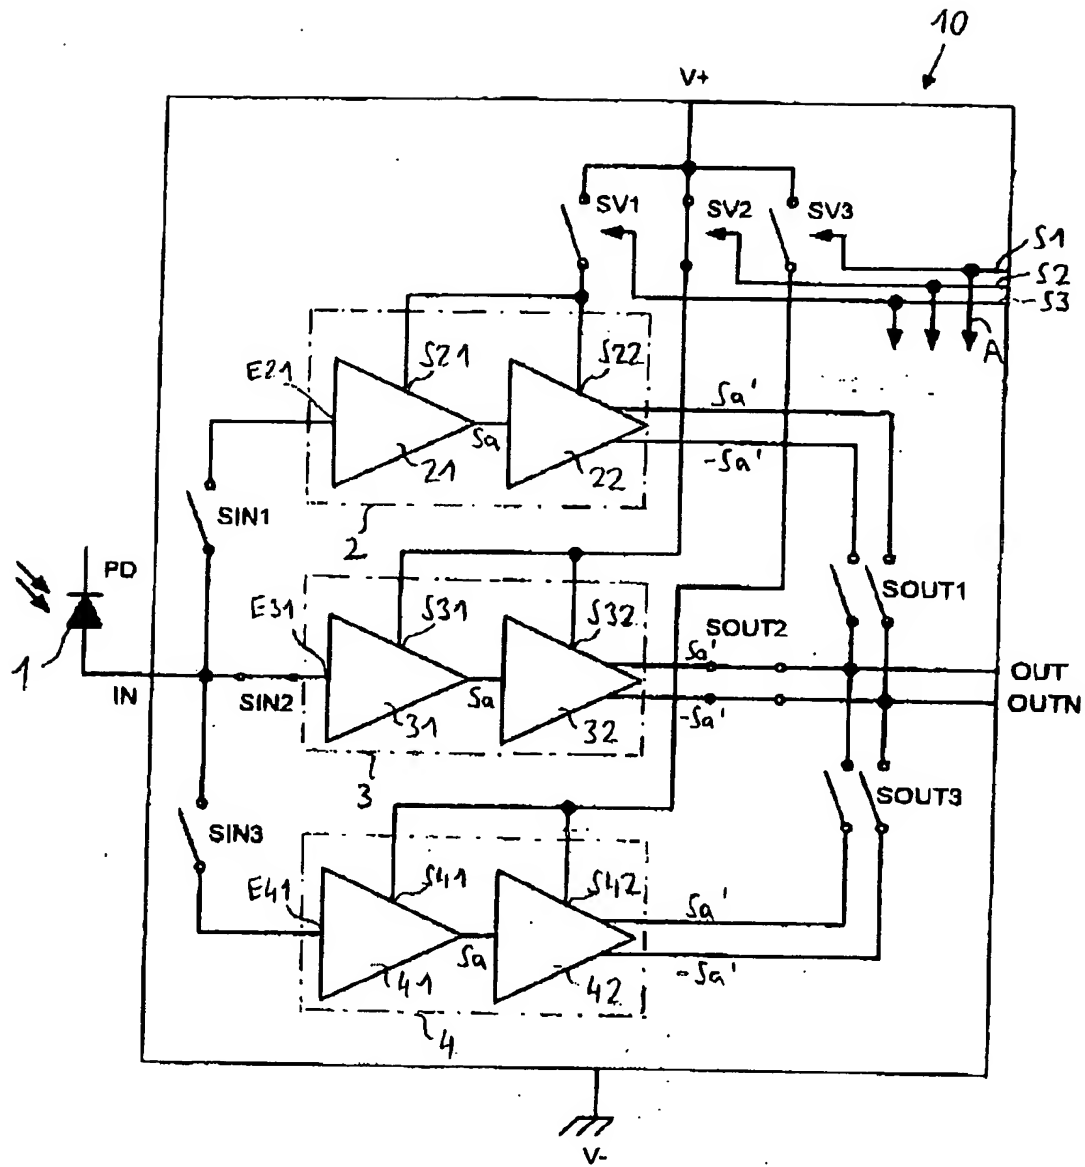 10
V+
SV1
SV2
SV3
S1
S2
S3
A
E21
S21
S22
Sa'
Sa
21
22
-Sa'
SIN1
2
PD
SOUT1
E31
S31
S32
SOUT2
1
Sa'
OUT
IN
SIN2
Sa
OUTN
31
32
-Sa'
3
SOUT3
SIN3
E41
S41
S42
Sa'
Sa
41
42
-Sa'
4
V-